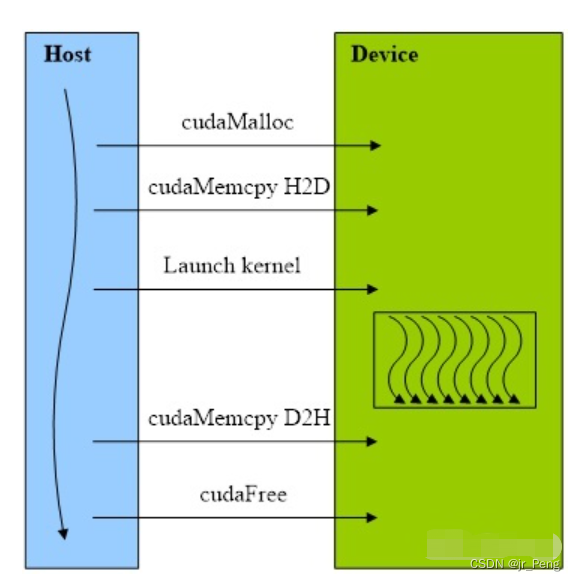 Host
Device
cudaMalloc
cudaMemcpy H2D
Launch kernel
cudaMemcpy D2H
cudaFree
CSDN @jr_Peng